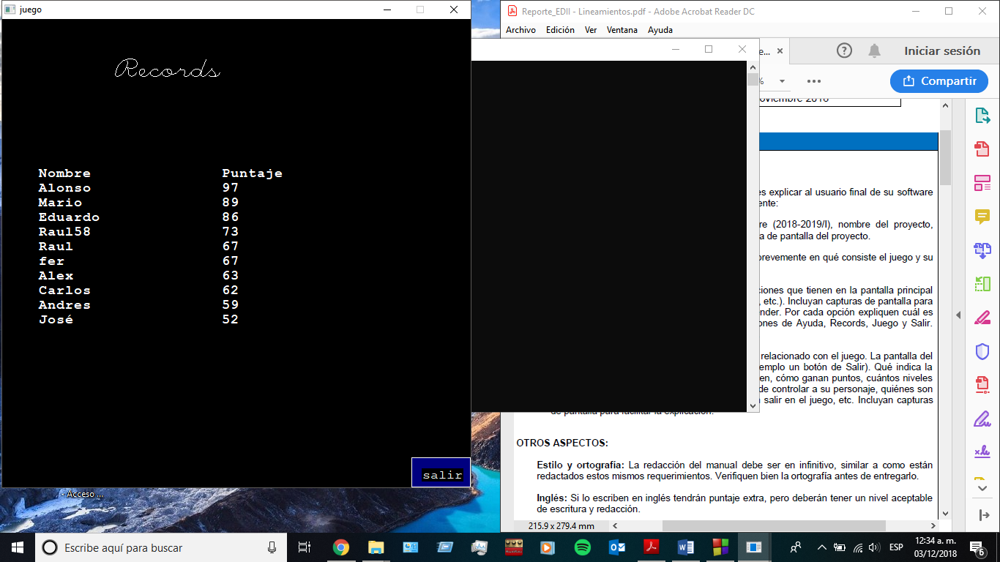 juego
Records
Nombre Puntaje
Alonso 97
Mario 89
Eduardo 86
Raul58 73
Raul 67
fer 67
Alex 63
Carlos 62
Andres 59
José 52
salir
- Acceso ...
Reporte_EDII - Lineamientos.pdf - Adobe Acrobat Reader DC
Archivo Edición Ver Ventana Ayuda
e... Iniciar sesión
% Compartir
es explicar al usuario final de su software
ente:
re (2018-2019/I), nombre del proyecto,
a de pantalla del proyecto.
brevemente en qué consiste el juego y su
ciones que tienen en la pantalla principal
, etc.). Incluyan capturas de pantalla para
ender. Por cada opción expliquen cuál es
ones de Ayuda, Records, Juego y Salir.
relacionado con el juego. La pantalla del
emplo un botón de Salir). Qué indica la
en, cómo ganan puntos, cuántos niveles
de controlar a su personaje, quiénes son
salir en el juego, etc. Incluyan capturas
de pantalla para facilitar la explicación.
OTROS ASPECTOS:
Estilo y ortografía: La redacción del manual debe ser en infinitivo, similar a como están
redactados estos mismos requerimientos. Verifiquen bien la ortografía antes de entregarlo.
Inglés: Si lo escriben en inglés tendrán puntaje extra, pero deberán tener un nivel aceptable
de escritura y redacción.
215.9 x 279.4 mm
Escribe aquí para buscar
ESP
12:34 a. m.
03/12/2018
6